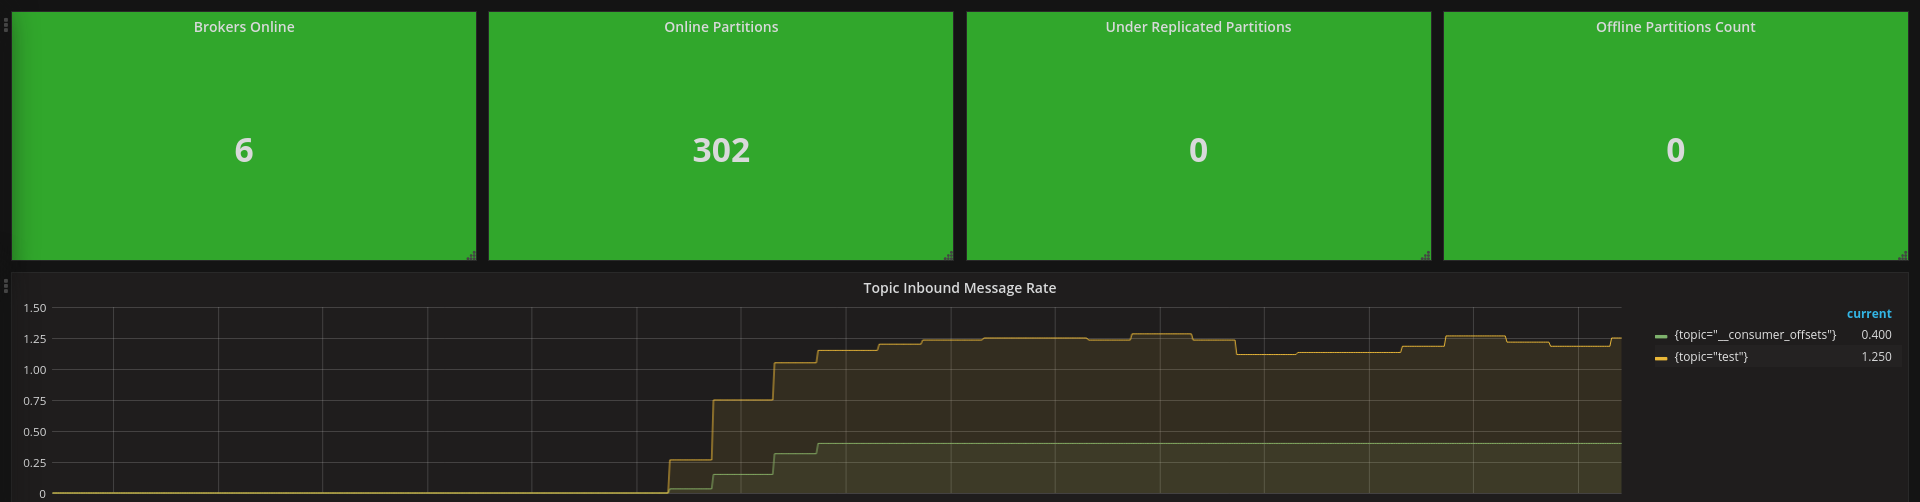 Brokers Online
6
Online Partitions
302
Under Replicated Partitions
0
Offline Partitions Count
0
Topic Inbound Message Rate
1.50
1.25
1.00
0.75
0.50
0.25
0
current
{topic="__consumer_offsets"} 0.400
{topic="test"} 1.250